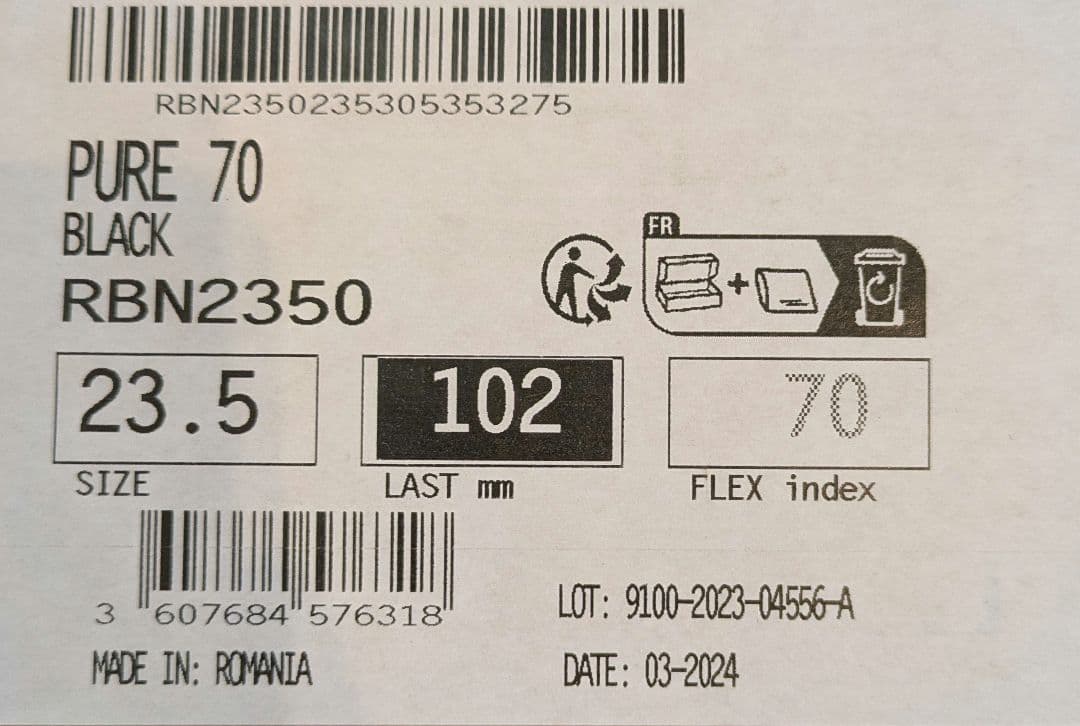 RBN2350235305353275
PURE 70
BLACK
RBN2350
FR
23.5
102
70
SIZE
LAST mm
FLEX index
3 607684 576318
LOT: 9100-2023-04556-A
MADE IN: ROMANIA
DATE: 03-2024